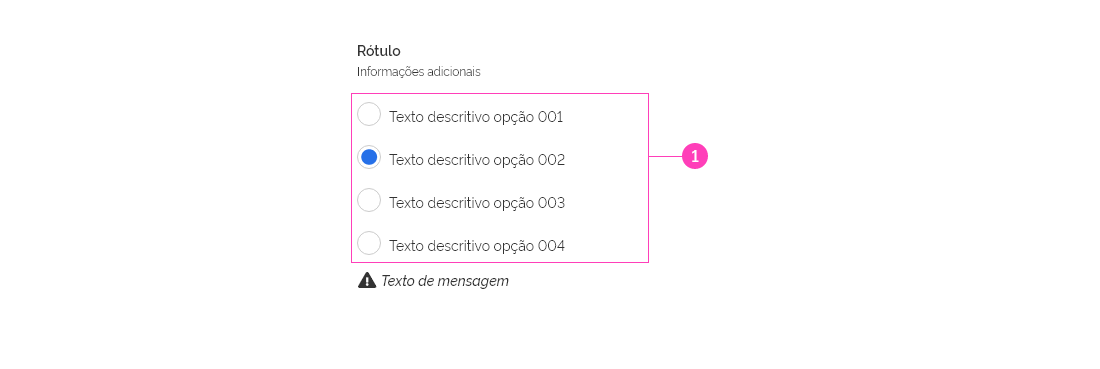 Rótulo
Informações adicionais
Texto descritivo opção 001
Texto descritivo opção 002
1
Texto descritivo opção 003
Texto descritivo opção 004
Texto de mensagem